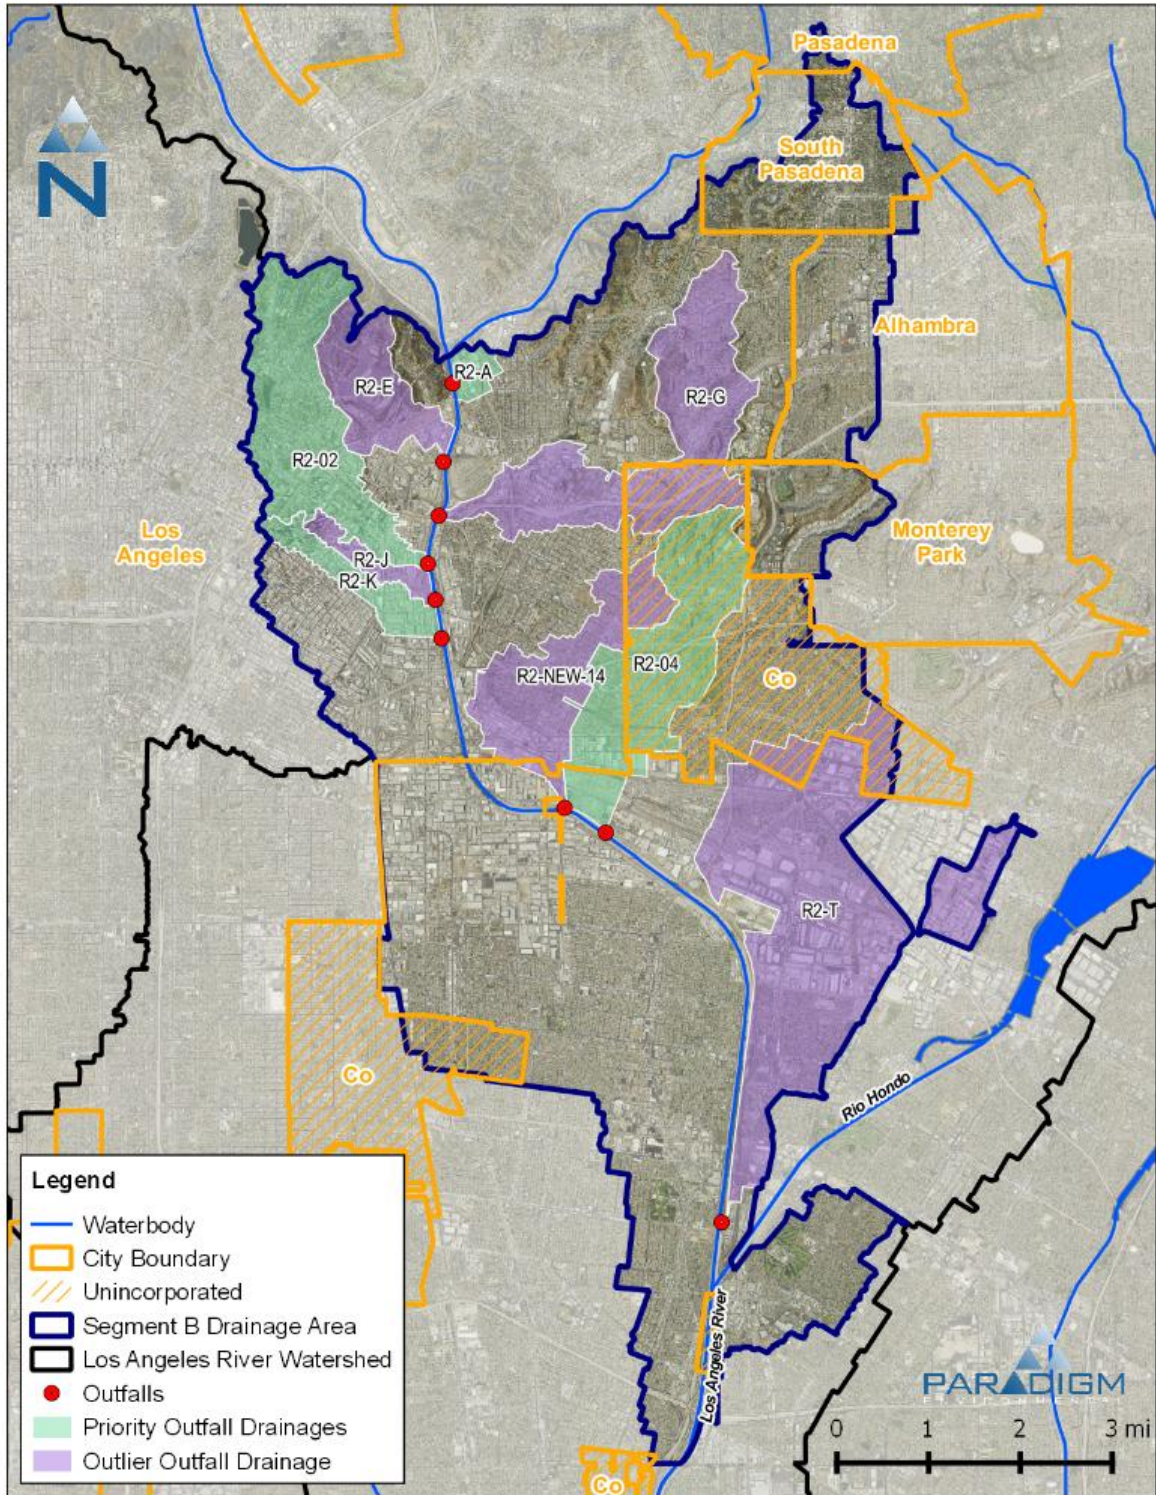 Pasadena
South
Pasadena
N
Alhambra
R2-A
R2-E
R2-G
R2-02
Los
Angeles
Monterey
Park
R2-J
R2-K
R2-NEW-14
R2-04
Co
R2-T
Co
Rio Hondo
Los Angeles River
Co
Legend
Waterbody
City Boundary
Unincorporated
Segment B Drainage Area
Los Angeles River Watershed
Outfalls
Priority Outfall Drainages
Outlier Outfall Drainage
PARADIGM
ENVIRONMENTAL
0 1 2 3 mi